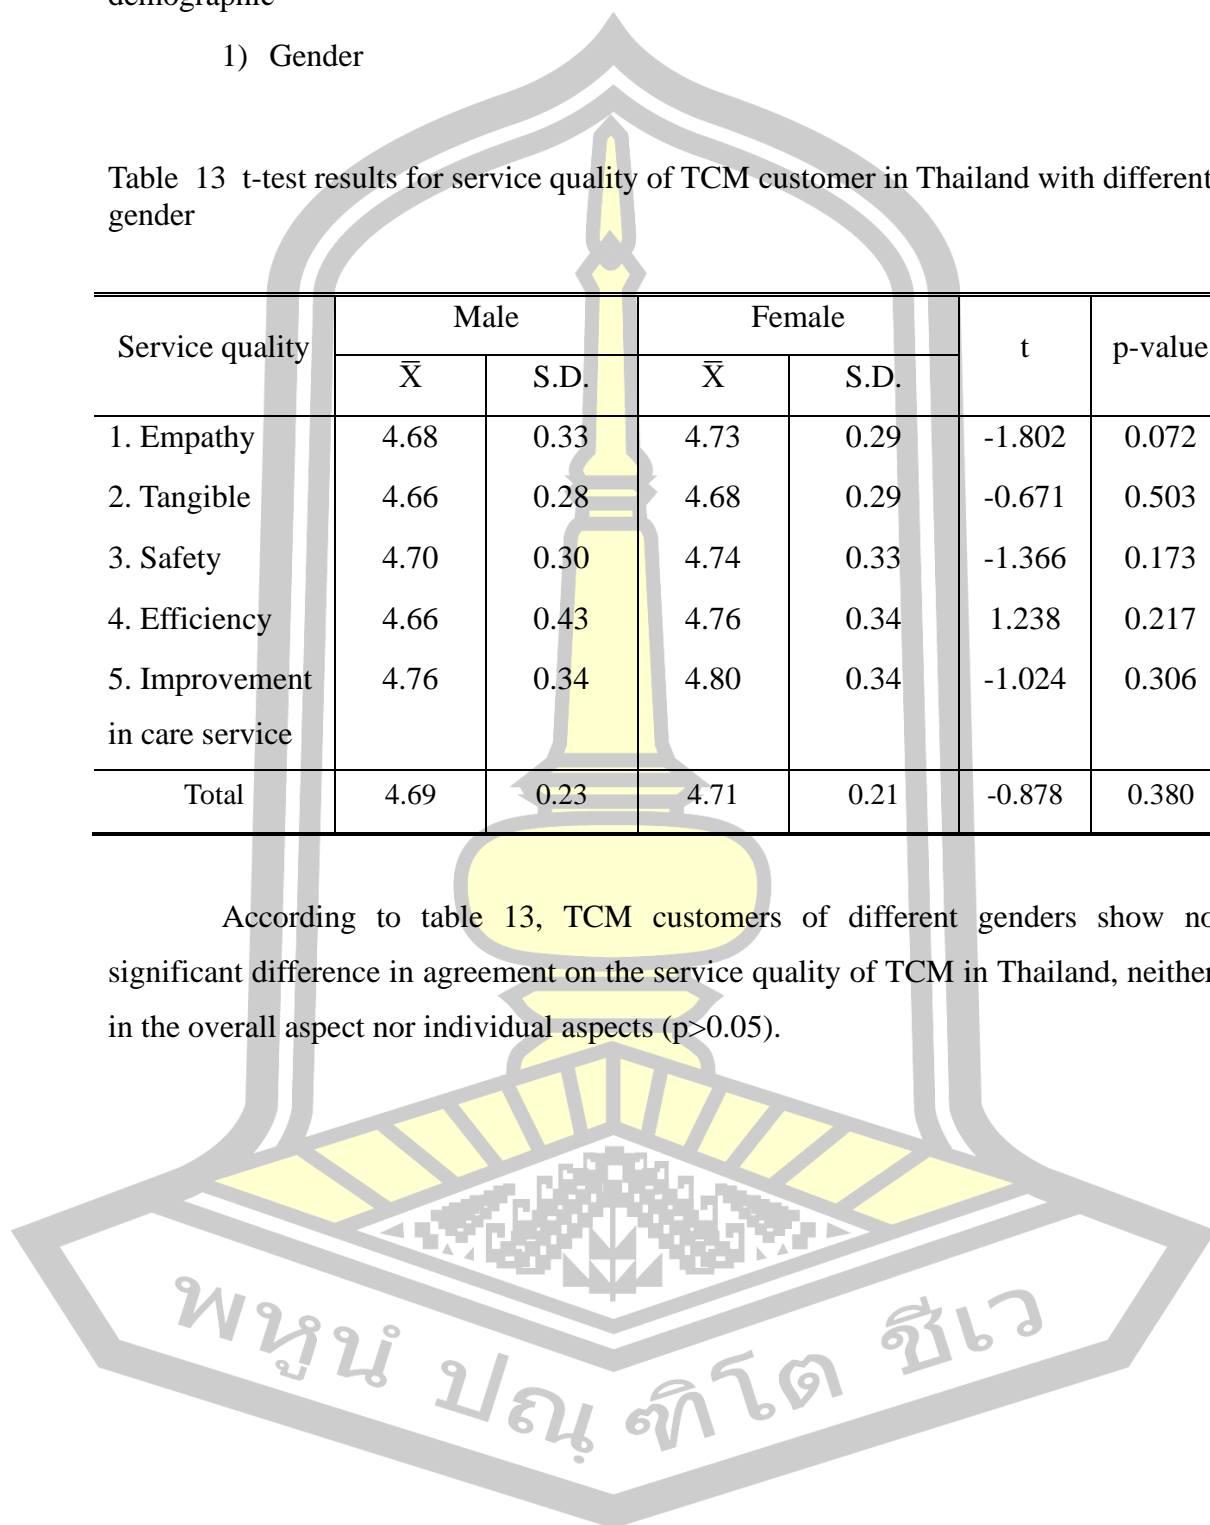 demographic
1) Gender
Table 13 t-test results for service quality of TCM customer in Thailand with different
gender
Service quality Male Female t p-value
X̿ S.D. X̿ S.D.
1. Empathy 4.68 0.33 4.73 0.29 -1.802 0.072
2. Tangible 4.66 0.28 4.68 0.29 -0.671 0.503
3. Safety 4.70 0.30 4.74 0.33 -1.366 0.173
4. Efficiency 4.66 0.43 4.76 0.34 1.238 0.217
5. Improvement 4.76 0.34 4.80 0.34 -1.024 0.306
in care service
Total 4.69 0.23 4.71 0.21 -0.878 0.380
According to table 13, TCM customers of different genders show no
significant difference in agreement on the service quality of TCM in Thailand, neither
in the overall aspect nor individual aspects (p>0.05).
พหูนํ ปณฺฑิโต ชีเว